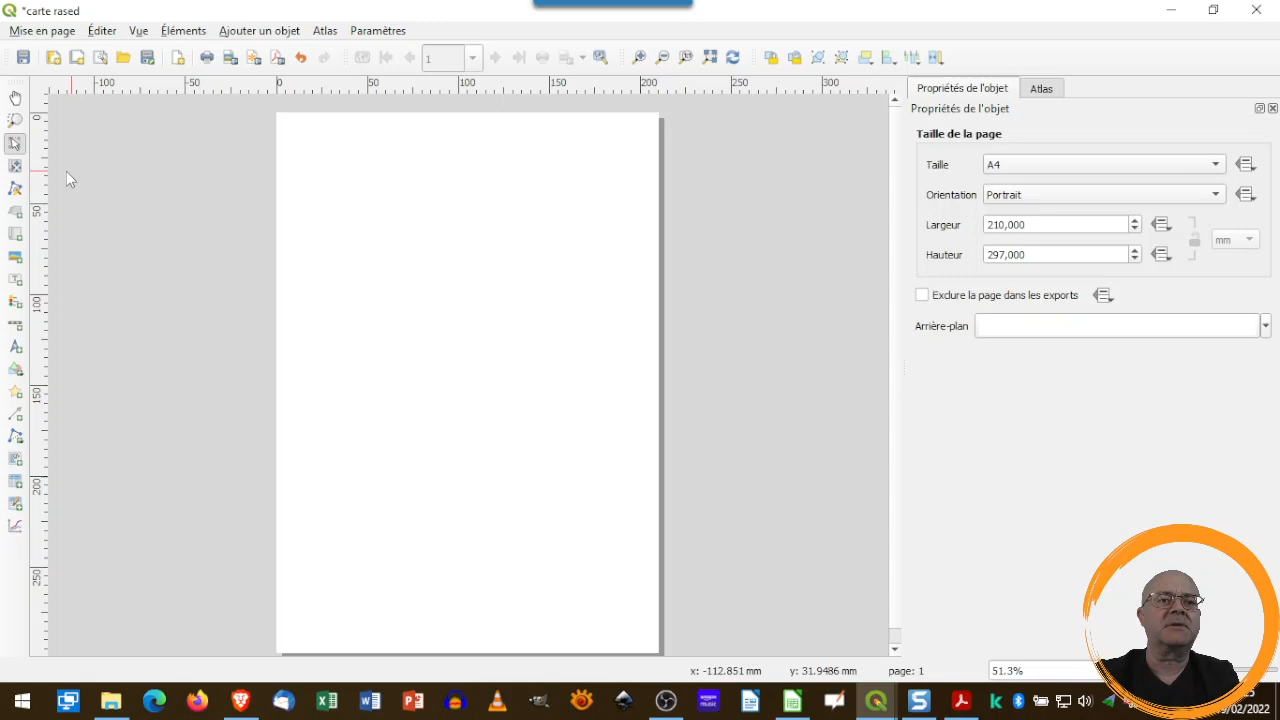 *carte rased
Mise en page Éditer Vue Éléments Ajouter un objet Atlas Paramètres
1
-100 -50 0 50 100 150 200 250 300
0
50
100
150
200
250
Propriétés de l'objet Atlas
Propriétés de l'objet
Taille de la page
Taille A4
Orientation Portrait
Largeur 210,000
mm
Hauteur 297,000
Exclure la page dans les exports
Arrière-plan
x: -112.851 mm y: 31.9486 mm page: 1 51.3%